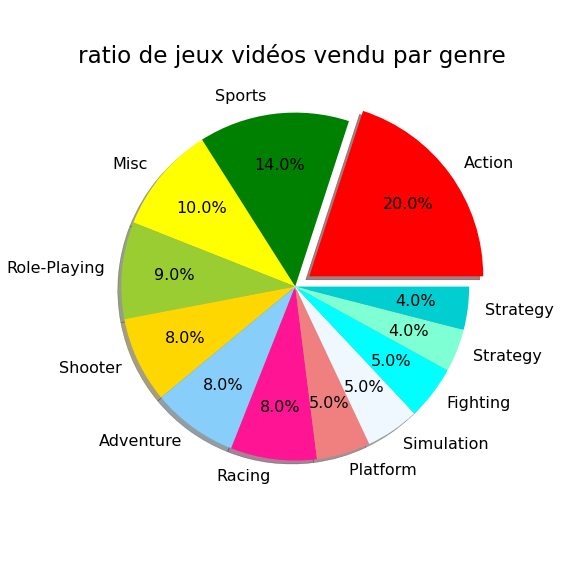 ratio de jeux vidéos vendu par genre
Sports
Action
14.0%
Misc
20.0%
10.0%
Role-Playing
9.0%
4.0%
Strategy
4.0%
8.0%
Strategy
5.0%
Shooter
8.0%
5.0%
5.0%
8.0%
Fighting
Adventure
Simulation
Racing
Platform